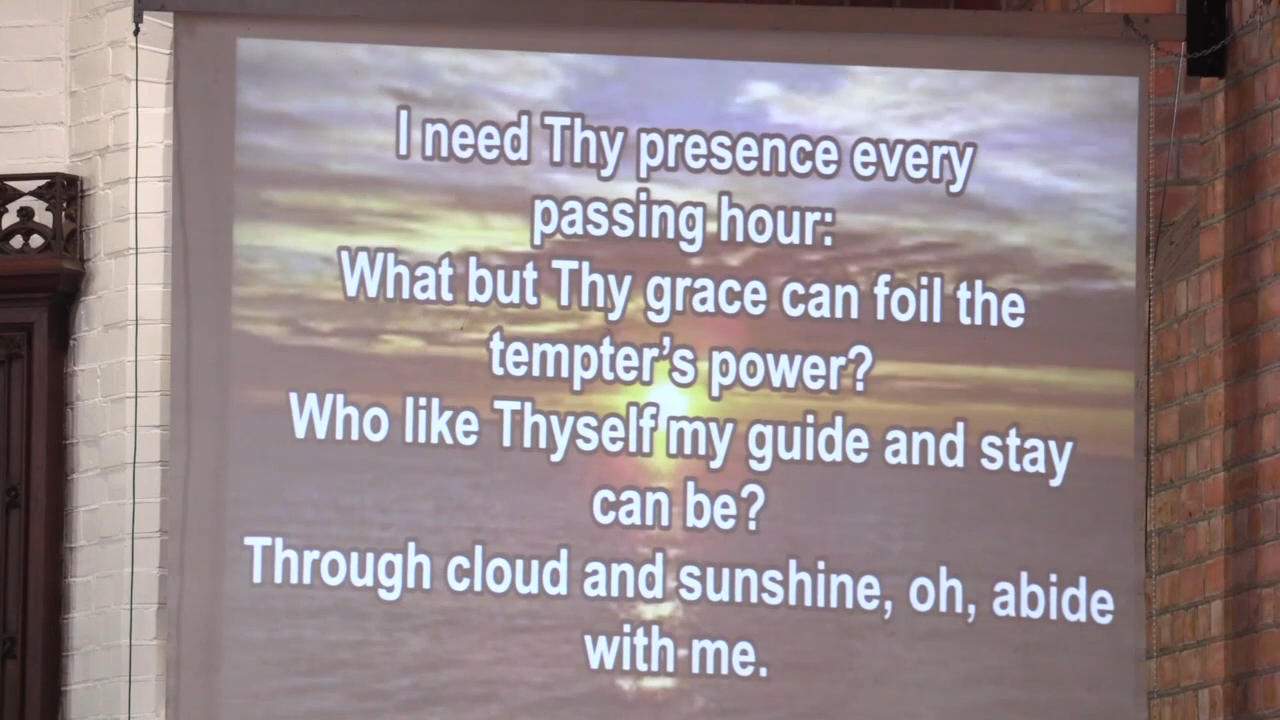 I need Thy presence every
passing hour:
What but Thy grace can foil the
tempter’s power?
Who like Thyself my guide and stay
can be?
Through cloud and sunshine, oh, abide
with me.